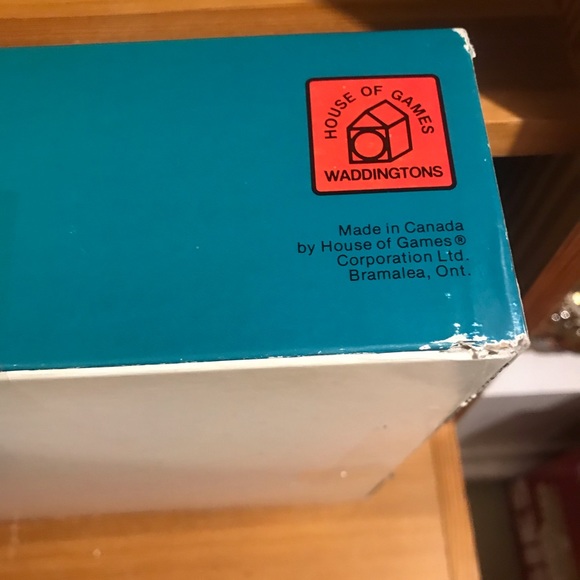 HOUSE OF GAMES
WADDINGTONS
Made in Canada
by House of Games®
Corporation Ltd.
Bramalea, Ont.